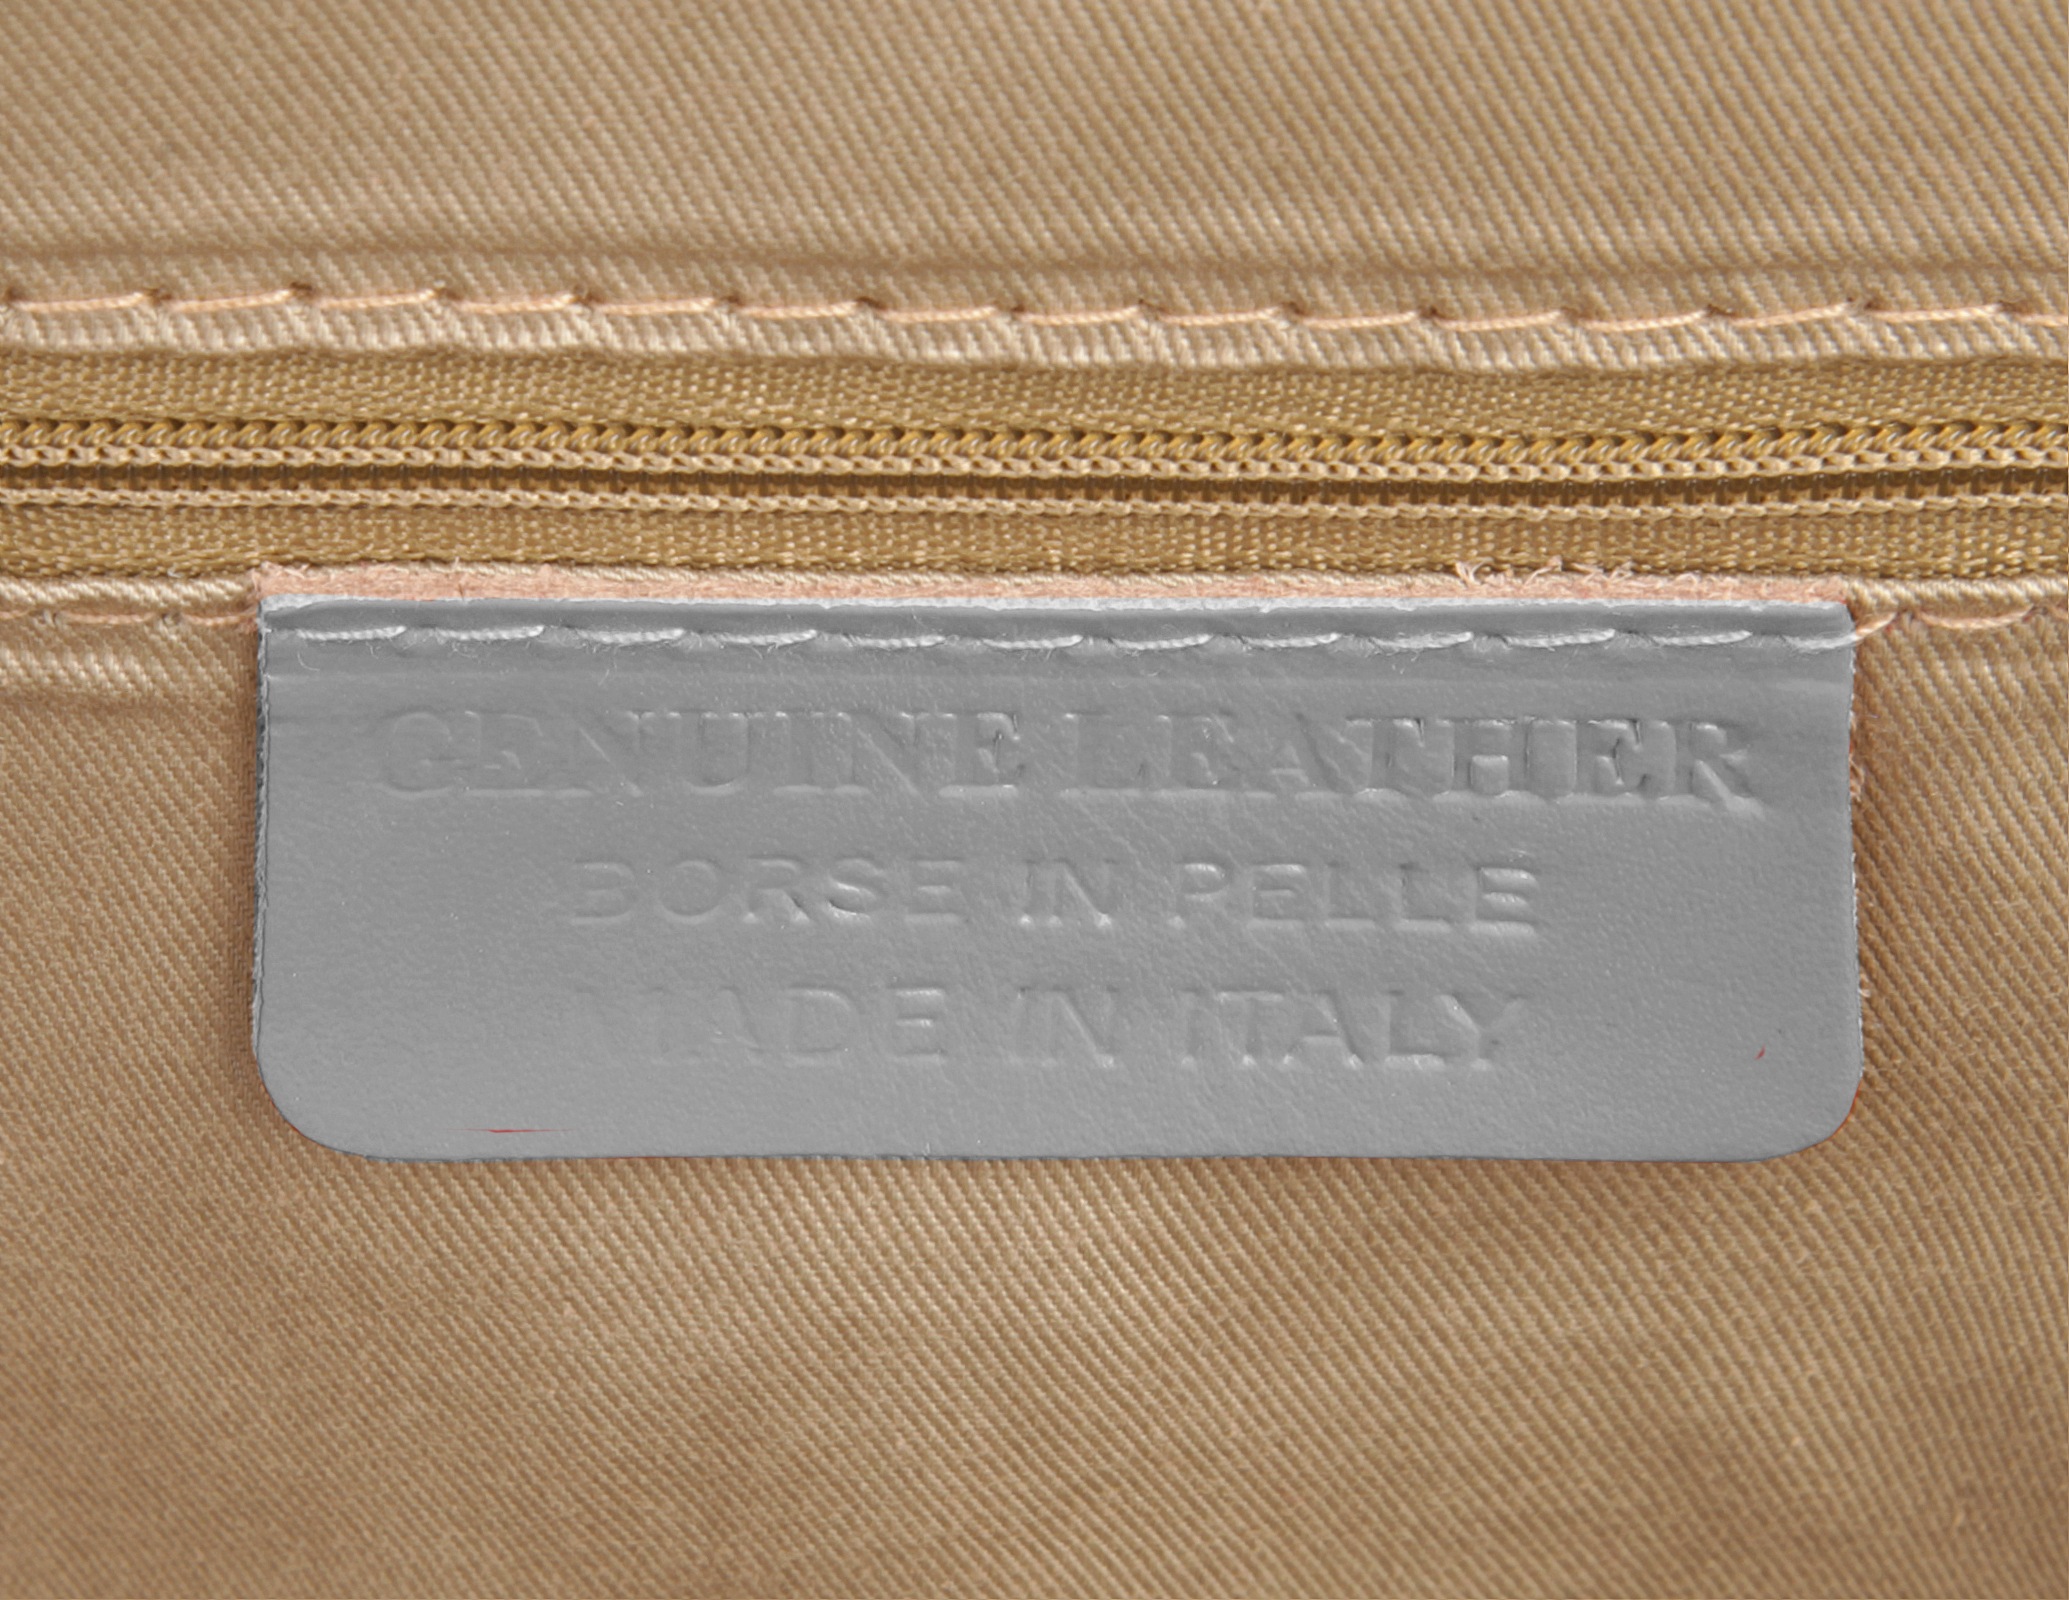 GENUINE LEATHER
BORSE IN PELLE
MADE IN ITALY